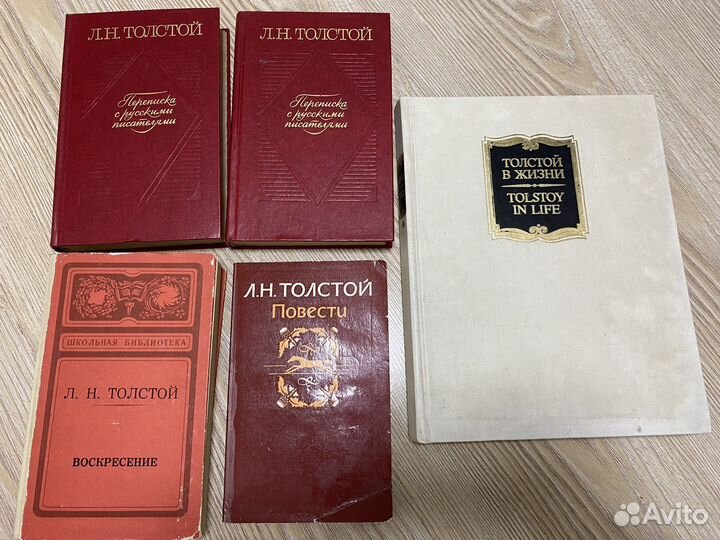 Л.Н. ТОЛСТОЙ
Переписка
с русскими
писателями
Л.Н. ТОЛСТОЙ
Переписка
с русскими
писателями
ТОЛСТОЙ
В ЖИЗНИ
TOLSTOY
IN LIFE
ШКОЛЬНАЯ БИБЛИОТЕКА
Л. Н. ТОЛСТОЙ
ВОСКРЕСЕНИЕ
Л.Н. ТОЛСТОЙ
Повести
Avito